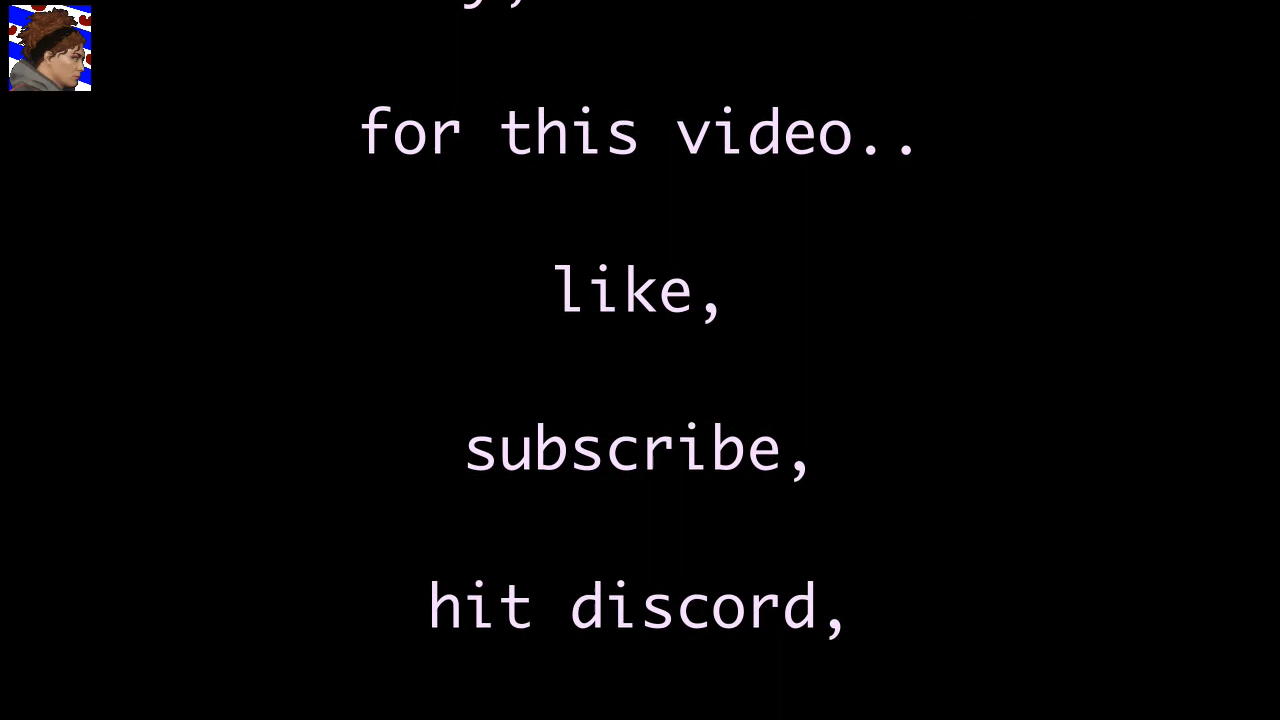 for this video..
like,
subscribe,
hit discord,